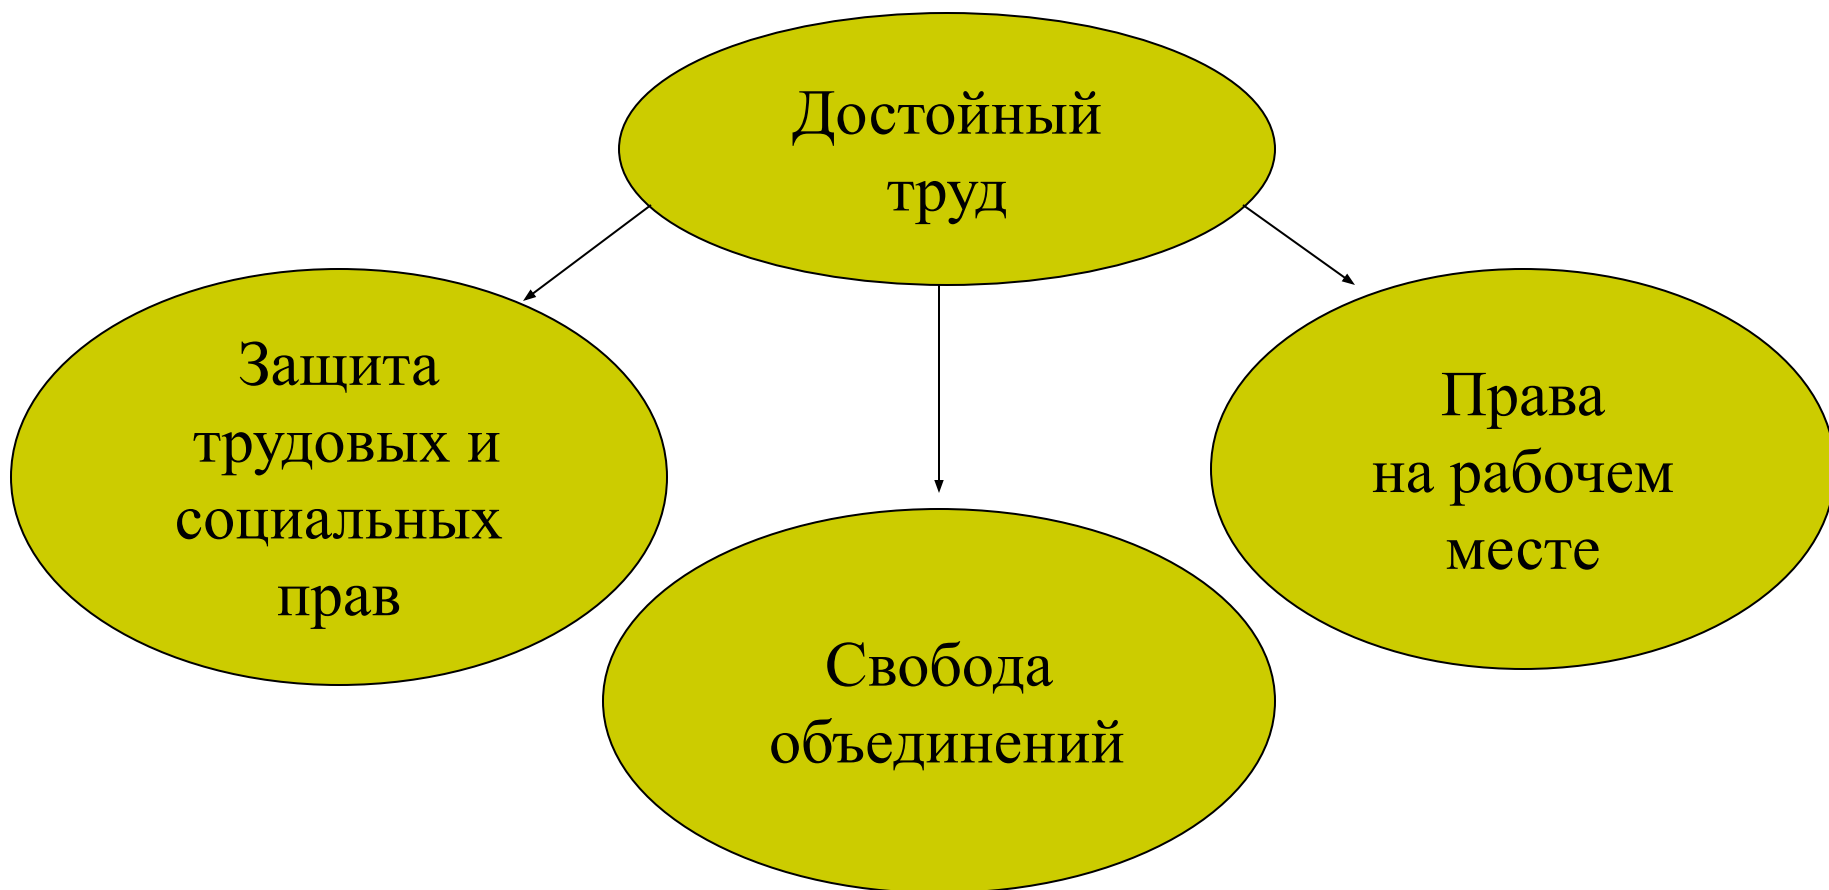 Достойный
труд
Защита
трудовых и
социальных
прав
Свобода
объединений
Права
на рабочем
месте